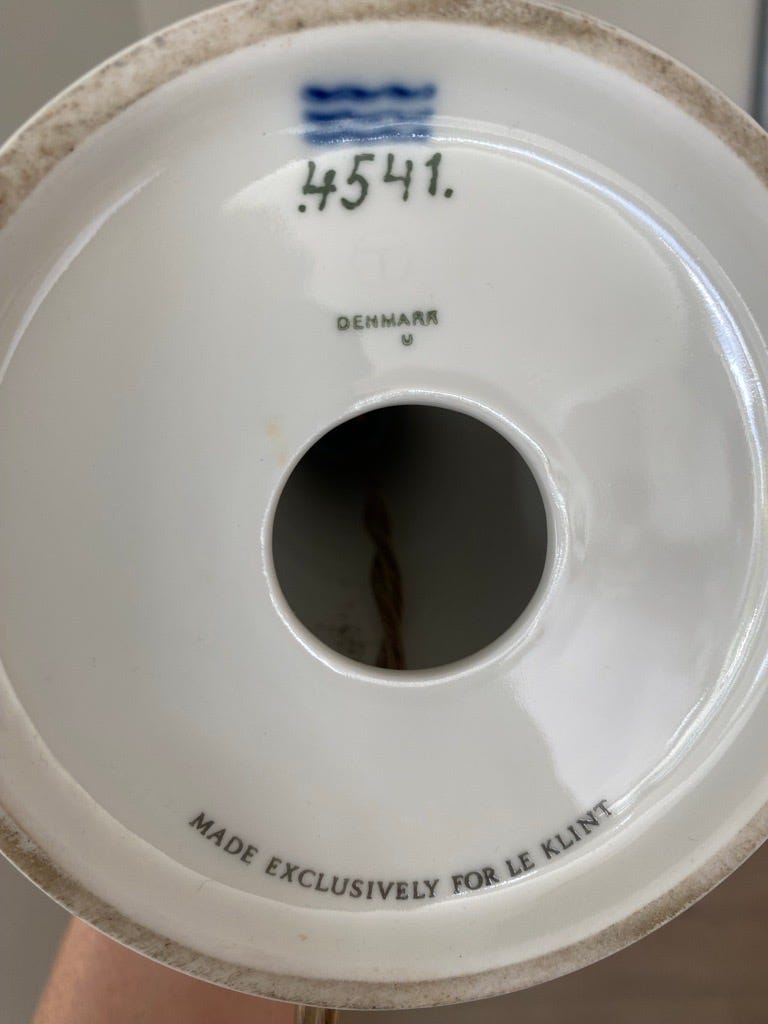 .4541.
DENMARK
U
MADE EXCLUSIVELY FOR LE KLINT